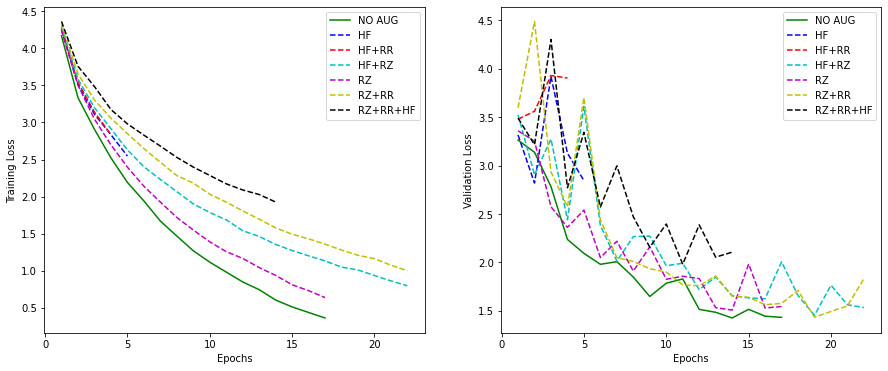 4.5
4.0
3.5
3.0
2.5
2.0
1.5
1.0
0.5
Training Loss
0
5
10
15
20
Epochs
NO AUG
HF
HF+RR
HF+RZ
RZ
RZ+RR
RZ+RR+HF
4.5
4.0
3.5
3.0
2.5
2.0
1.5
Validation Loss
0
5
10
15
20
Epochs
NO AUG
HF
HF+RR
HF+RZ
RZ
RZ+RR
RZ+RR+HF